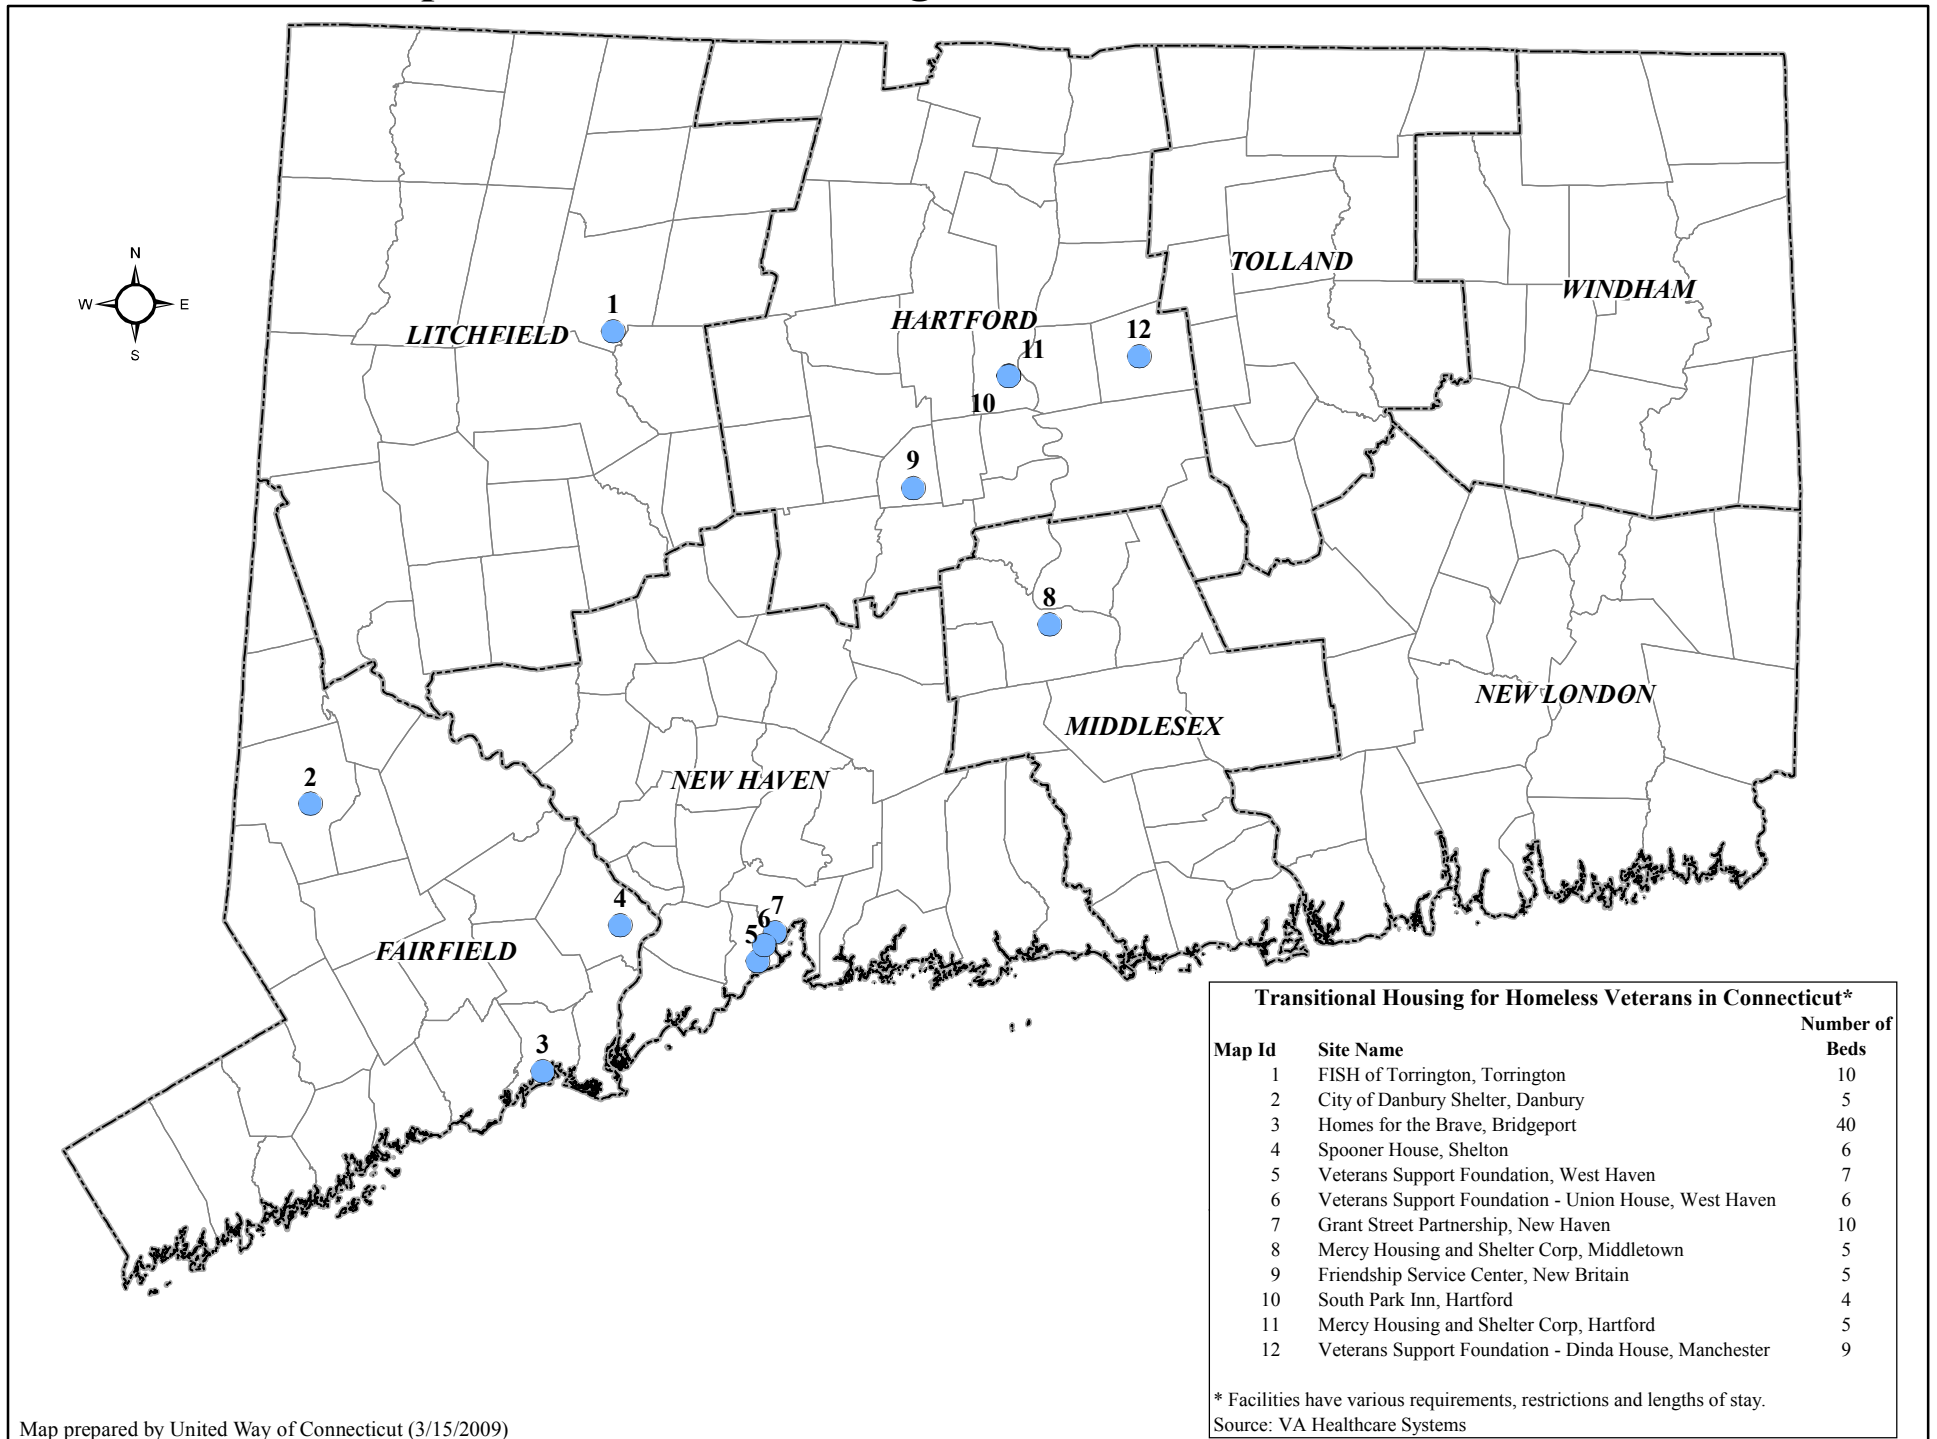 N
W E
S
LITCHFIELD
HARTFORD
TOLLAND
WINDHAM
1
11
12
10
9
8
NEW LONDON
MIDDLESEX
NEW HAVEN
2
4
7
6
5
FAIRFIELD
3
Transitional Housing for Homeless Veterans in Connecticut*
Number of
Map Id Site Name Beds
1 FISH of Torrington, Torrington 10
2 City of Danbury Shelter, Danbury 5
3 Homes for the Brave, Bridgeport 40
4 Spooner House, Shelton 6
5 Veterans Support Foundation, West Haven 7
6 Veterans Support Foundation - Union House, West Haven 6
7 Grant Street Partnership, New Haven 10
8 Mercy Housing and Shelter Corp, Middletown 5
9 Friendship Service Center, New Britain 5
10 South Park Inn, Hartford 4
11 Mercy Housing and Shelter Corp, Hartford 5
12 Veterans Support Foundation - Dinda House, Manchester 9
* Facilities have various requirements, restrictions and lengths of stay.
Source: VA Healthcare Systems
Map prepared by United Way of Connecticut (3/15/2009)